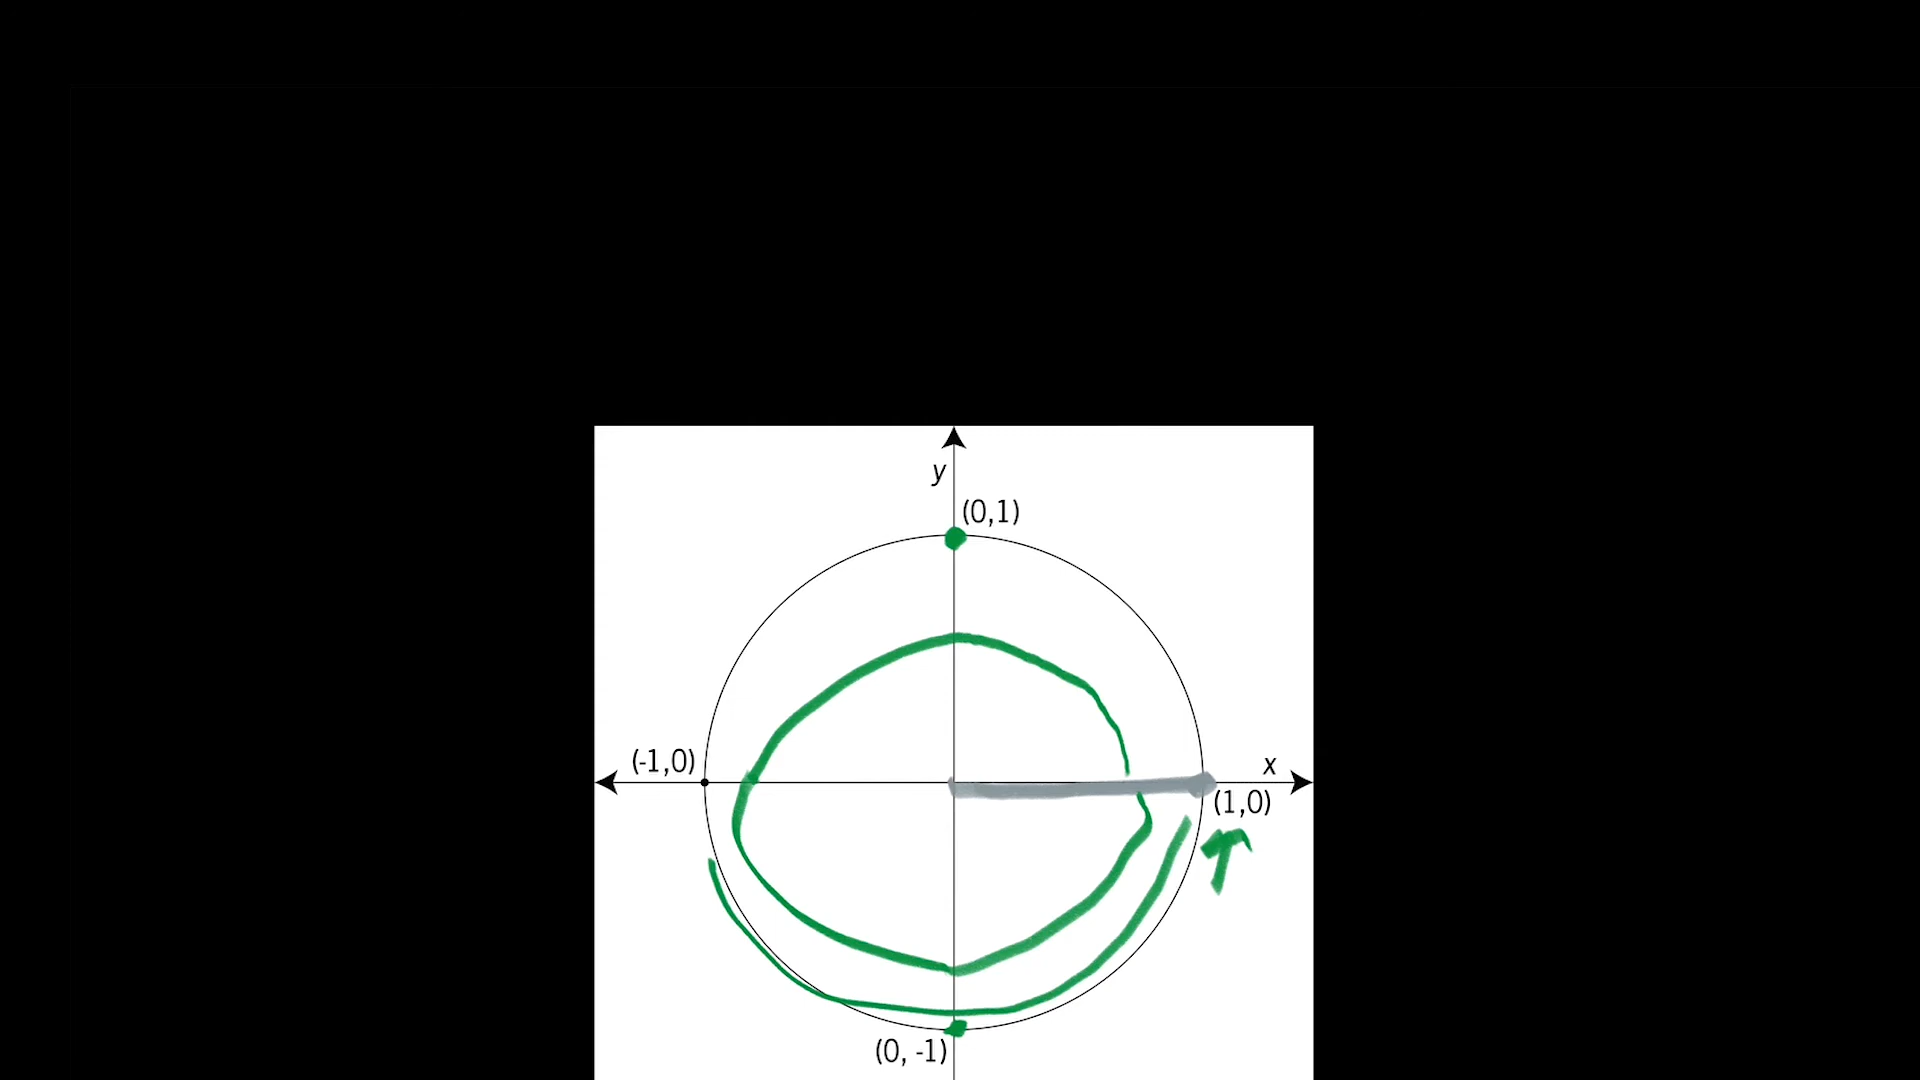 y
(0,1)
(-1,0)
x
(1,0)
(0, -1)